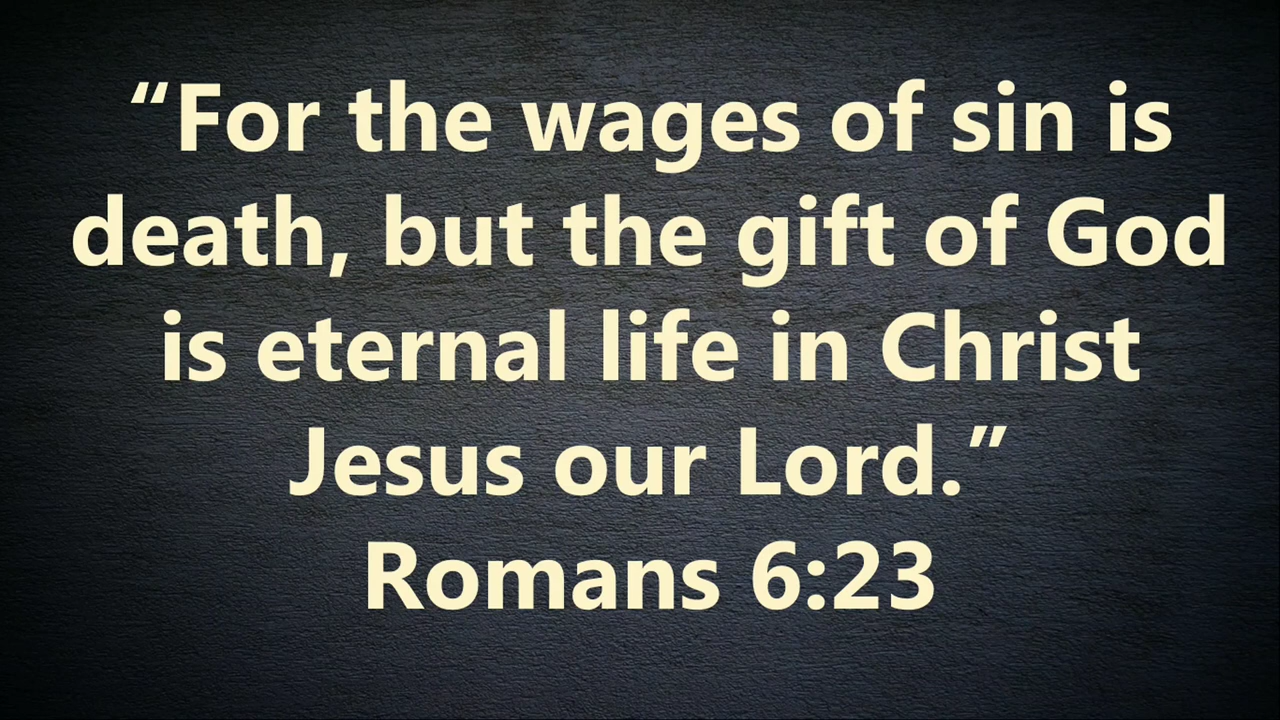 “For the wages of sin is
death, but the gift of God
is eternal life in Christ
Jesus our Lord.”
Romans 6:23